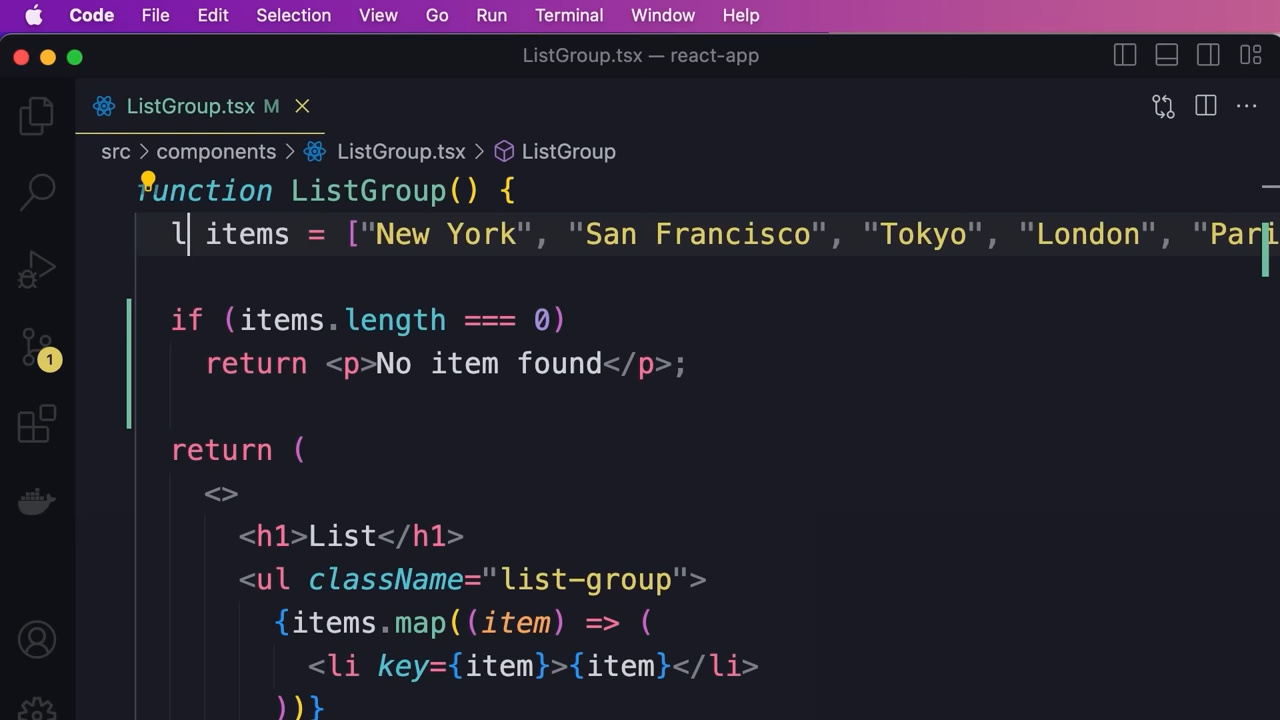 Code File Edit Selection View Go Run Terminal Window Help
ListGroup.tsx — react-app
ListGroup.tsx M
src > components > ListGroup.tsx > ListGroup
function ListGroup() {
l items = ["New York", "San Francisco", "Tokyo", "London", "Pari
if (items.length === 0)
1
return <p>No item found</p>;
return (
<>
<h1>List</h1>
<ul className="list-group">
{items.map((item) => (
<li key={item}>{item}</li>
))}